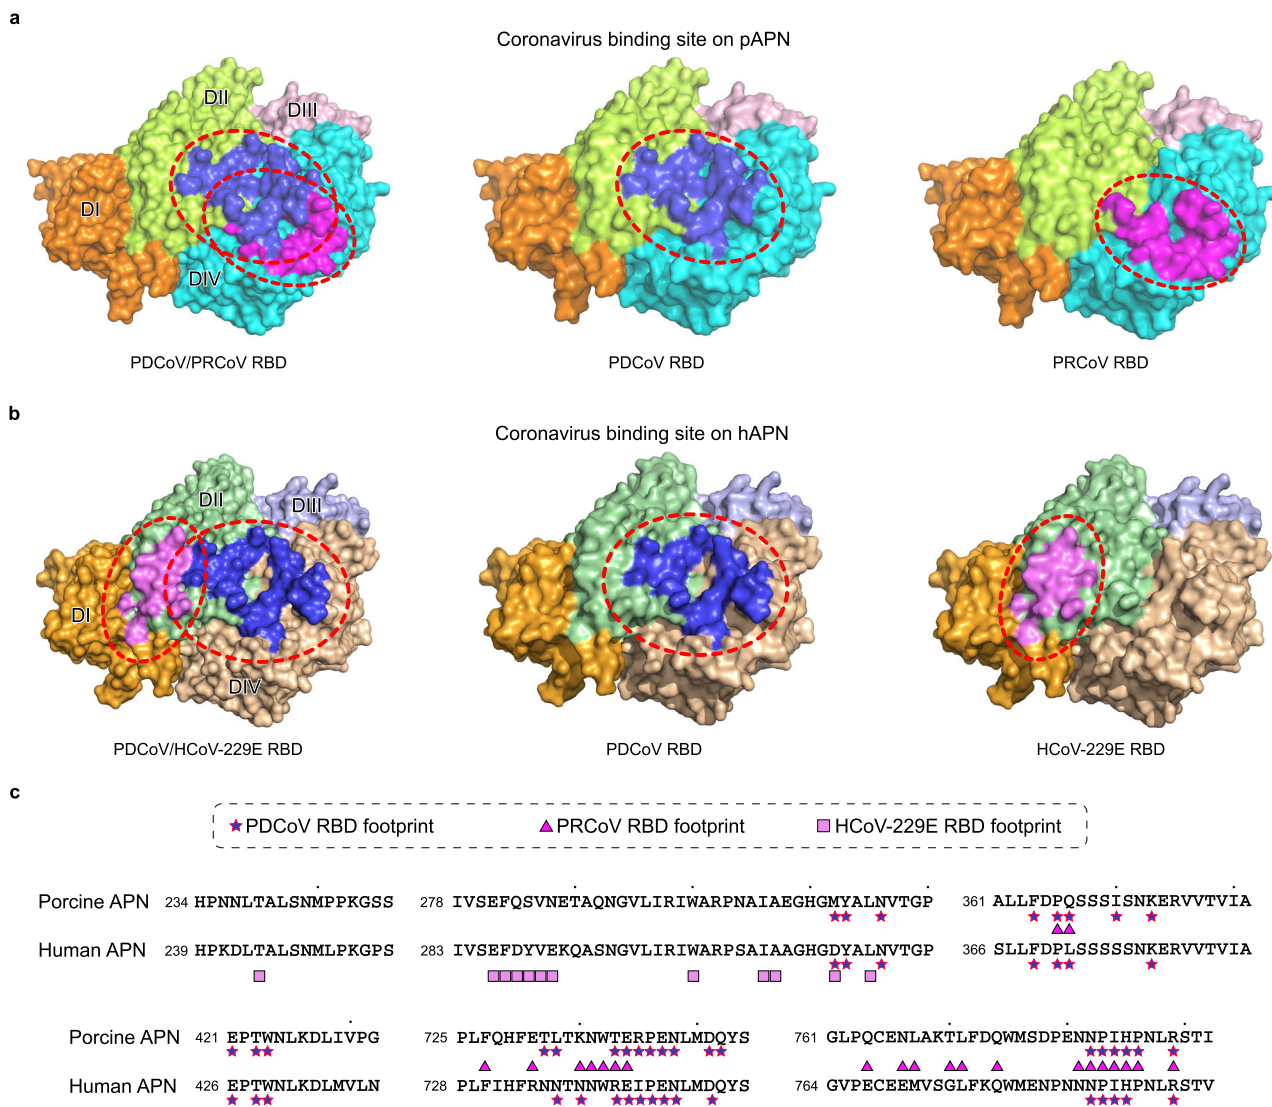 a
Coronavirus binding site on pAPN
DII
DIII
DI
DIV
PDCoV/PRCoV RBD
PDCoV RBD
PRCoV RBD
b
Coronavirus binding site on hAPN
DII
DIII
DI
DIV
PDCoV/HCoV-229E RBD
PDCoV RBD
HCoV-229E RBD
c
PDCoV RBD footprint PRCoV RBD footprint HCoV-229E RBD footprint
Porcine APN 234 HPNNLTALSNMPPKGSS 278 IVSEFQSVNETAQNGVLIRIWARPNAIAEGHGMYALNVTGP 361 ALLFDPQSSSISNKERVVTVIA
Human APN 239 HPKDLTALSNMLPKGPS 283 IVSEFDYVEKQASNGVLIRIWARPSAIAAGHGDYALNVTGP 366 SLLFDPLSSSSSNKERVVTVIA
Porcine APN 421 EPTWNLKDLIVPG 725 PLFQHFETLTKNWTERPENLMDQYS 761 GLPQCENLAKTLFDQWMSDPENNPIHPNLRSTI
Human APN 426 EPTWNLKDLMVLN 728 PLFIHFRNNTNNWREIPENLMDQYS 764 GVPECEEMVSGLFKQWMENPNNNPIHPNLRSTV